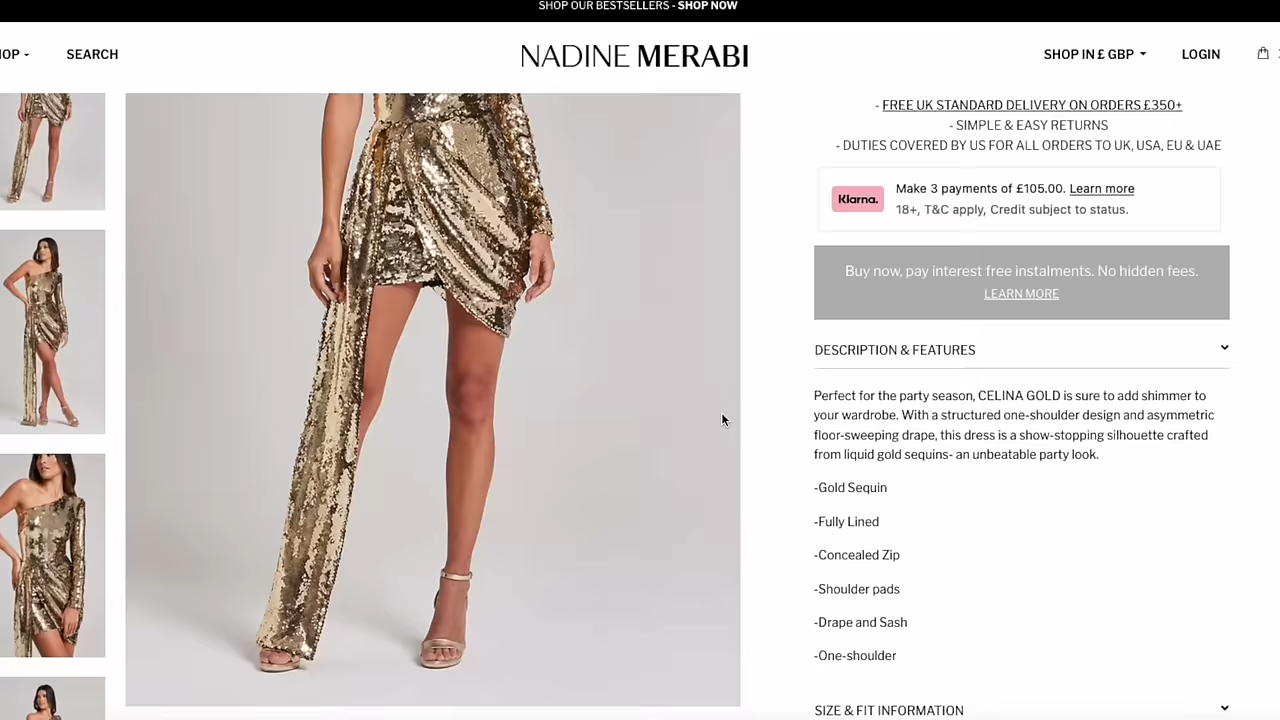 SHOP OUR BESTSELLERS - SHOP NOW
OP
SEARCH
NADINE MERABI
SHOP IN £ GBP
LOGIN
- FREE UK STANDARD DELIVERY ON ORDERS £350+
- SIMPLE & EASY RETURNS
- DUTIES COVERED BY US FOR ALL ORDERS TO UK, USA, EU & UAE
Klarna.
Make 3 payments of £105.00. Learn more
18+, T&C apply, Credit subject to status.
Buy now, pay interest free instalments. No hidden fees.
LEARN MORE
DESCRIPTION & FEATURES
Perfect for the party season, CELINA GOLD is sure to add shimmer to
your wardrobe. With a structured one-shoulder design and asymmetric
floor-sweeping drape, this dress is a show-stopping silhouette crafted
from liquid gold sequins- an unbeatable party look.
-Gold Sequin
-Fully Lined
-Concealed Zip
-Shoulder pads
-Drape and Sash
-One-shoulder
SIZE & FIT INFORMATION